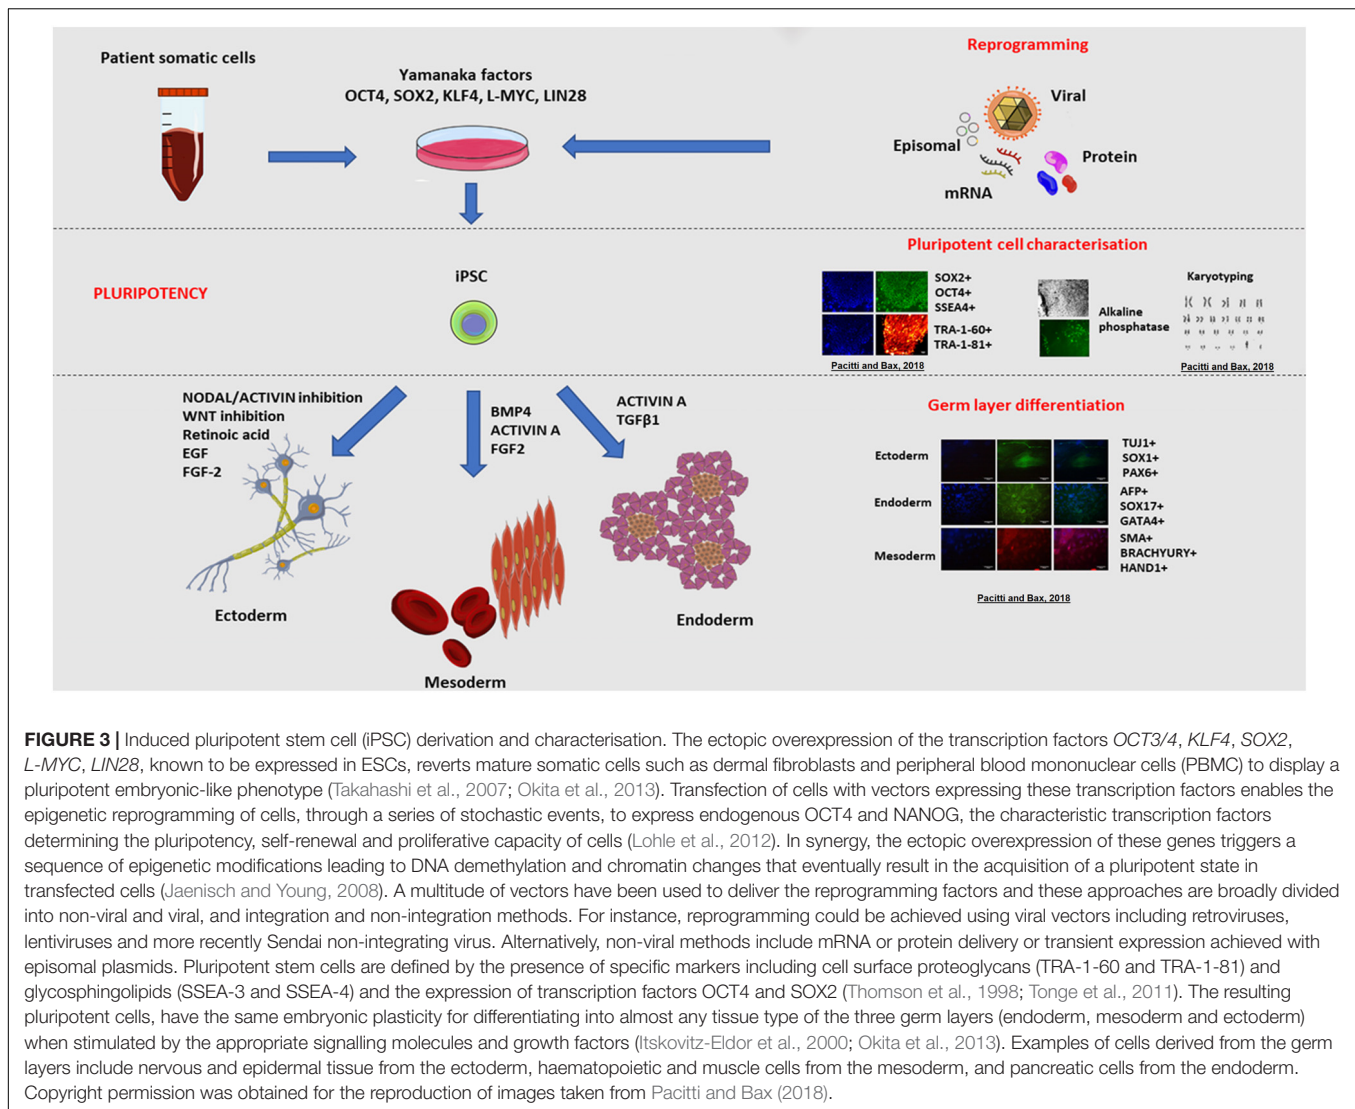 Patient somatic cells
Yamanaka factors
OCT4, SOX2, KLF4, L-MYC, LIN28
Reprogramming
Viral
Episomal
Protein
mRNA
PLURIPOTENCY
iPSC
Pluripotent cell characterisation
SOX2+
OCT4+
SSEA4+
TRA-1-60+
TRA-1-81+
Pacitti and Bax, 2018
Alkaline
phosphatase
Karyotyping
Pacitti and Bax, 2018
NODAL/ACTIVIN inhibition
WNT inhibition
Retinoic acid
EGF
FGF-2
BMP4
ACTIVIN A
FGF2
ACTIVIN A
TGFβ1
Ectoderm
Mesoderm
Endoderm
Germ layer differentiation
Ectoderm
TUJ1+
SOX1+
PAX6+
Endoderm
AFP+
SOX17+
GATA4+
Mesoderm
SMA+
BRACHYURY+
HAND1+
Pacitti and Bax, 2018
FIGURE 3 | Induced pluripotent stem cell (iPSC) derivation and characterisation. The ectopic overexpression of the transcription factors OCT3/4, KLF4, SOX2,
L-MYC, LIN28, known to be expressed in ESCs, reverts mature somatic cells such as dermal fibroblasts and peripheral blood mononuclear cells (PBMC) to display a
pluripotent embryonic-like phenotype (Takahashi et al., 2007; Okita et al., 2013). Transfection of cells with vectors expressing these transcription factors enables the
epigenetic reprogramming of cells, through a series of stochastic events, to express endogenous OCT4 and NANOG, the characteristic transcription factors
determining the pluripotency, self-renewal and proliferative capacity of cells (Lohle et al., 2012). In synergy, the ectopic overexpression of these genes triggers a
sequence of epigenetic modifications leading to DNA demethylation and chromatin changes that eventually result in the acquisition of a pluripotent state in
transfected cells (Jaenisch and Young, 2008). A multitude of vectors have been used to deliver the reprogramming factors and these approaches are broadly divided
into non-viral and viral, and integration and non-integration methods. For instance, reprogramming could be achieved using viral vectors including retroviruses,
lentiviruses and more recently Sendai non-integrating virus. Alternatively, non-viral methods include mRNA or protein delivery or transient expression achieved with
episomal plasmids. Pluripotent stem cells are defined by the presence of specific markers including cell surface proteoglycans (TRA-1-60 and TRA-1-81) and
glycosphingolipids (SSEA-3 and SSEA-4) and the expression of transcription factors OCT4 and SOX2 (Thomson et al., 1998; Tonge et al., 2011). The resulting
pluripotent cells, have the same embryonic plasticity for differentiating into almost any tissue type of the three germ layers (endoderm, mesoderm and ectoderm)
when stimulated by the appropriate signalling molecules and growth factors (Itskovitz-Eldor et al., 2000; Okita et al., 2013). Examples of cells derived from the germ
layers include nervous and epidermal tissue from the ectoderm, haematopoietic and muscle cells from the mesoderm, and pancreatic cells from the endoderm.
Copyright permission was obtained for the reproduction of images taken from Pacitti and Bax (2018).